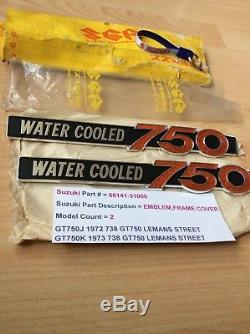 SUZUKI
WATER COOLED 750
WATER COOLED 750
Suzuki Part # = 68141-31000
Suzuki Part Description = EMBLEM,FRAME COVER
Model Count = 2
GT750J 1972 738 GT750 LEMANS STREET
GT750K 1973 738 GT750 LEMANS STREET